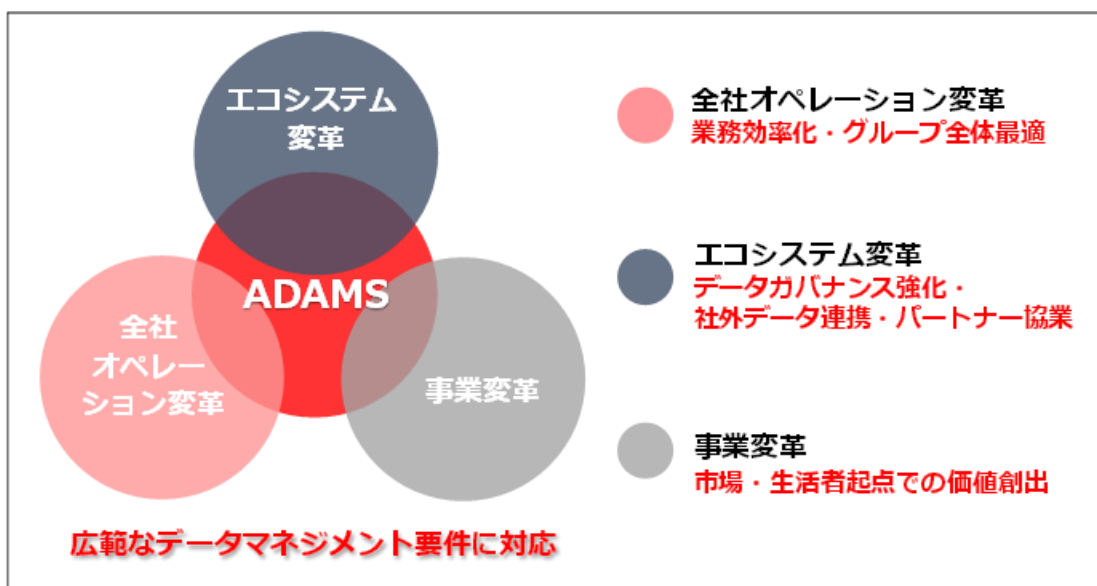 エコシステム
変革
ADAMS
全社
オペレー
ション変革
事業変革
広範なデータマネジメント要件に対応
全社オペレーション変革
業務効率化・グループ全体最適
エコシステム変革
データガバナンス強化・
社外データ連携・パートナー協業
事業変革
市場・生活者起点での価値創出